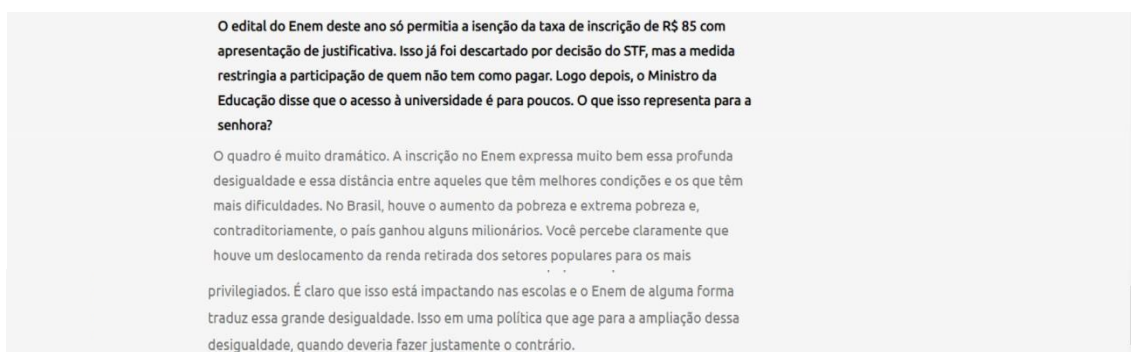 O edital do Enem deste ano só permitia a isenção da taxa de inscrição de R$ 85 com
apresentação de justificativa. Isso já foi descartado por decisão do STF, mas a medida
restringia a participação de quem não tem como pagar. Logo depois, o Ministro da
Educação disse que o acesso à universidade é para poucos. O que isso representa para a
senhora?
O quadro é muito dramático. A inscrição no Enem expressa muito bem essa profunda
desigualdade e essa distância entre aqueles que têm melhores condições e os que têm
mais dificuldades. No Brasil, houve o aumento da pobreza e extrema pobreza e,
contraditoriamente, o país ganhou alguns milionários. Você percebe claramente que
houve um deslocamento da renda retirada dos setores populares para os mais
privilegiados. É claro que isso está impactando nas escolas e o Enem de alguma forma
traduz essa grande desigualdade. Isso em uma política que age para a ampliação dessa
desigualdade, quando deveria fazer justamente o contrário.